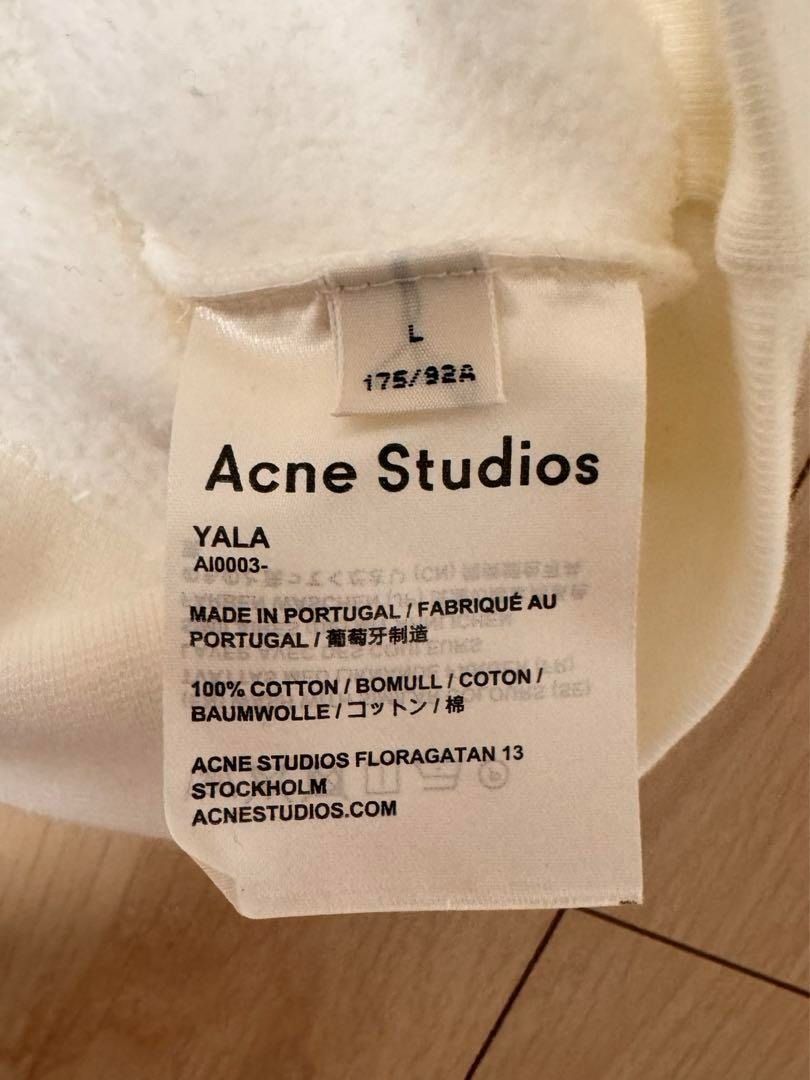 L
175/92A
Acne Studios
YALA
AI0003-
MADE IN PORTUGAL / FABRIQUÉ AU
PORTUGAL / 葡萄牙制造
100% COTTON / BOMULL / COTON /
BAUMWOLLE / コットン / 棉
ACNE STUDIOS FLORAGATAN 13
STOCKHOLM
ACNESTUDIOS.COM